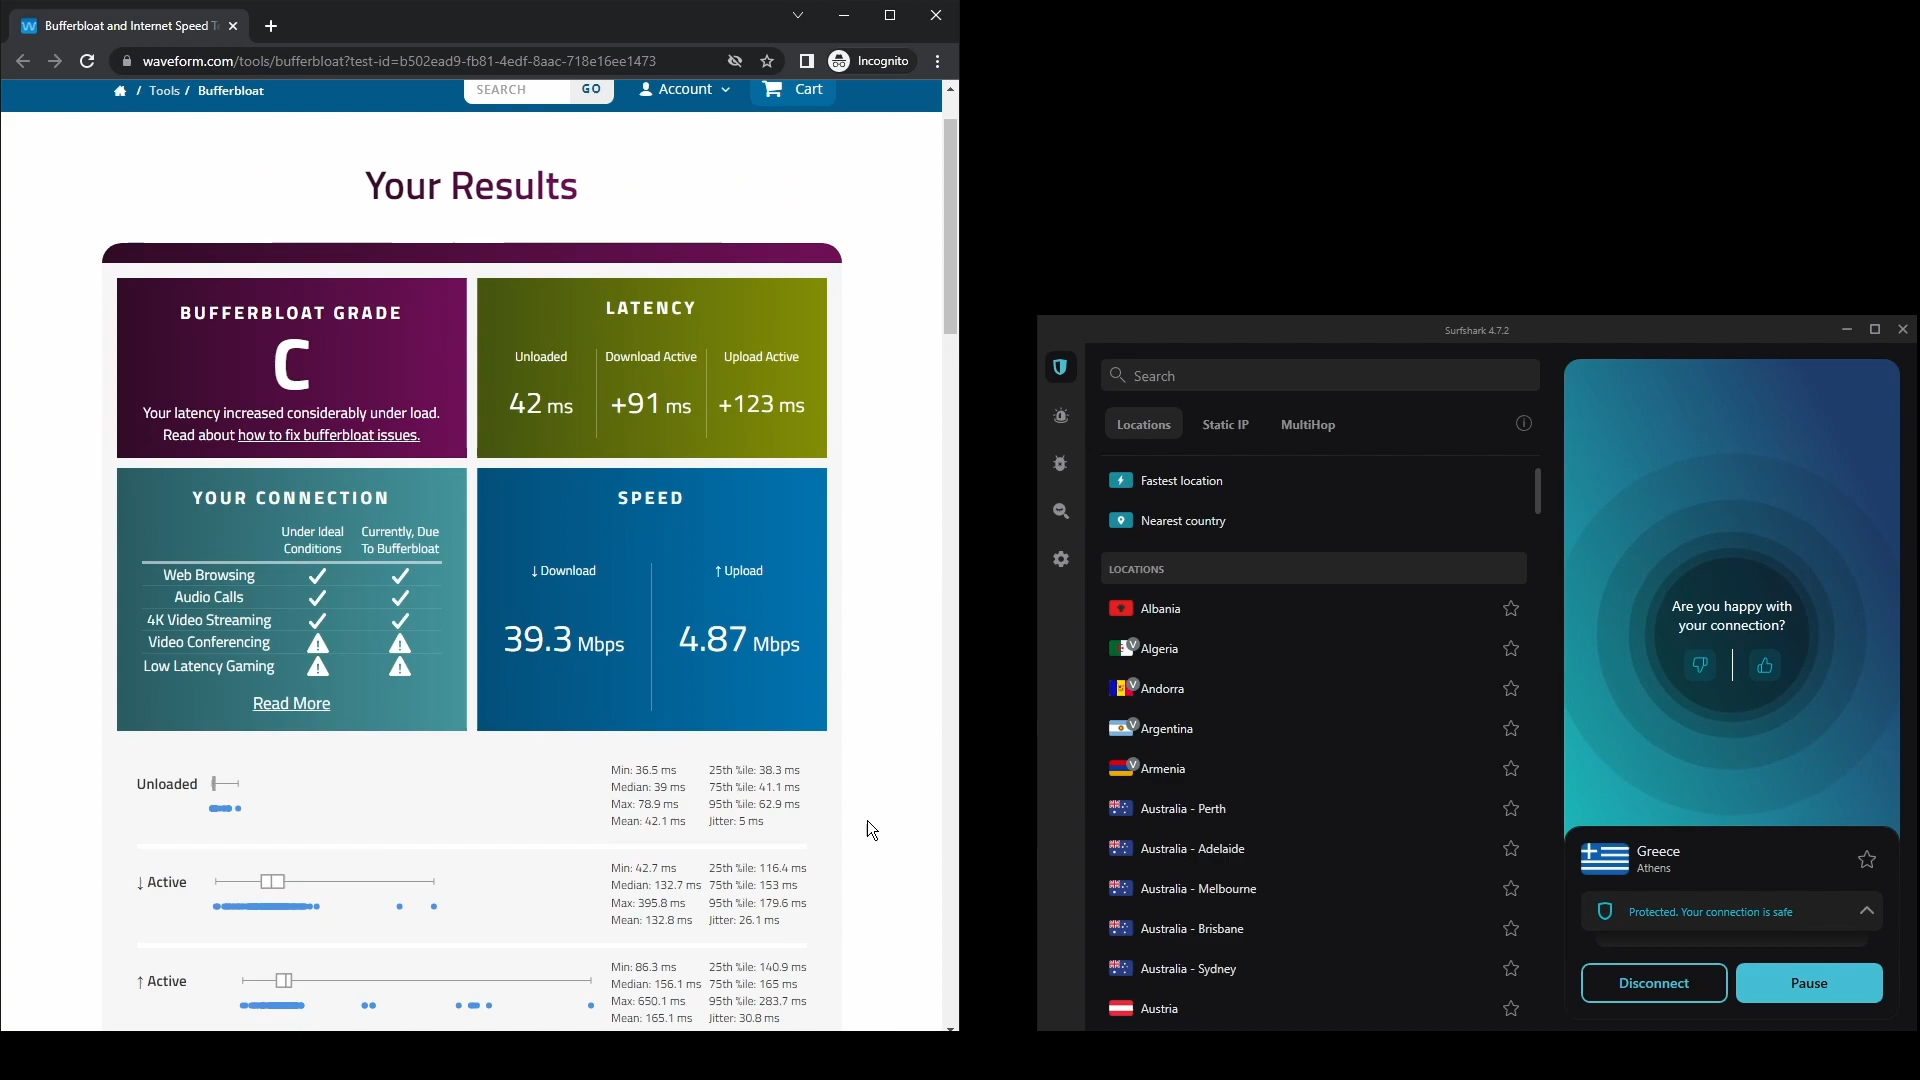 Bufferbloat and Internet Speed T
waveform.com/tools/bufferbloat?test-id=b502ead9-fb81-4edf-8aac-718e16ee1473
Incognito
/ Tools / Bufferbloat
SEARCH
GO
Account
Cart
Your Results
BUFFERBLOAT GRADE
C
Your latency increased considerably under load.
Read about how to fix bufferbloat issues.
LATENCY
Unloaded Download Active Upload Active
42 ms +91 ms +123 ms
YOUR CONNECTION
Under Ideal Currently, Due
Conditions To Bufferbloat
Web Browsing
Audio Calls
4K Video Streaming
Video Conferencing
Low Latency Gaming
Read More
SPEED
↓ Download ↑ Upload
39.3 Mbps 4.87 Mbps
Unloaded
Min: 36.5 ms 25th %ile: 38.3 ms
Median: 39 ms 75th %ile: 41.1 ms
Max: 78.9 ms 95th %ile: 62.9 ms
Mean: 42.1 ms Jitter: 5 ms
↓ Active
Min: 42.7 ms 25th %ile: 116.4 ms
Median: 132.7 ms 75th %ile: 153 ms
Max: 395.8 ms 95th %ile: 179.6 ms
Mean: 132.8 ms Jitter: 26.1 ms
↑ Active
Min: 86.3 ms 25th %ile: 140.9 ms
Median: 156.1 ms 75th %ile: 165 ms
Max: 650.1 ms 95th %ile: 283.7 ms
Mean: 165.1 ms Jitter: 30.8 ms
Surfshark 4.7.2
Search
Locations Static IP MultiHop
Fastest location
Nearest country
LOCATIONS
Albania
V Algeria
V Andorra
V Argentina
V Armenia
Australia - Perth
Australia - Adelaide
Australia - Melbourne
Australia - Brisbane
Australia - Sydney
Austria
Are you happy with
your connection?
Greece
Athens
Protected. Your connection is safe
Disconnect Pause